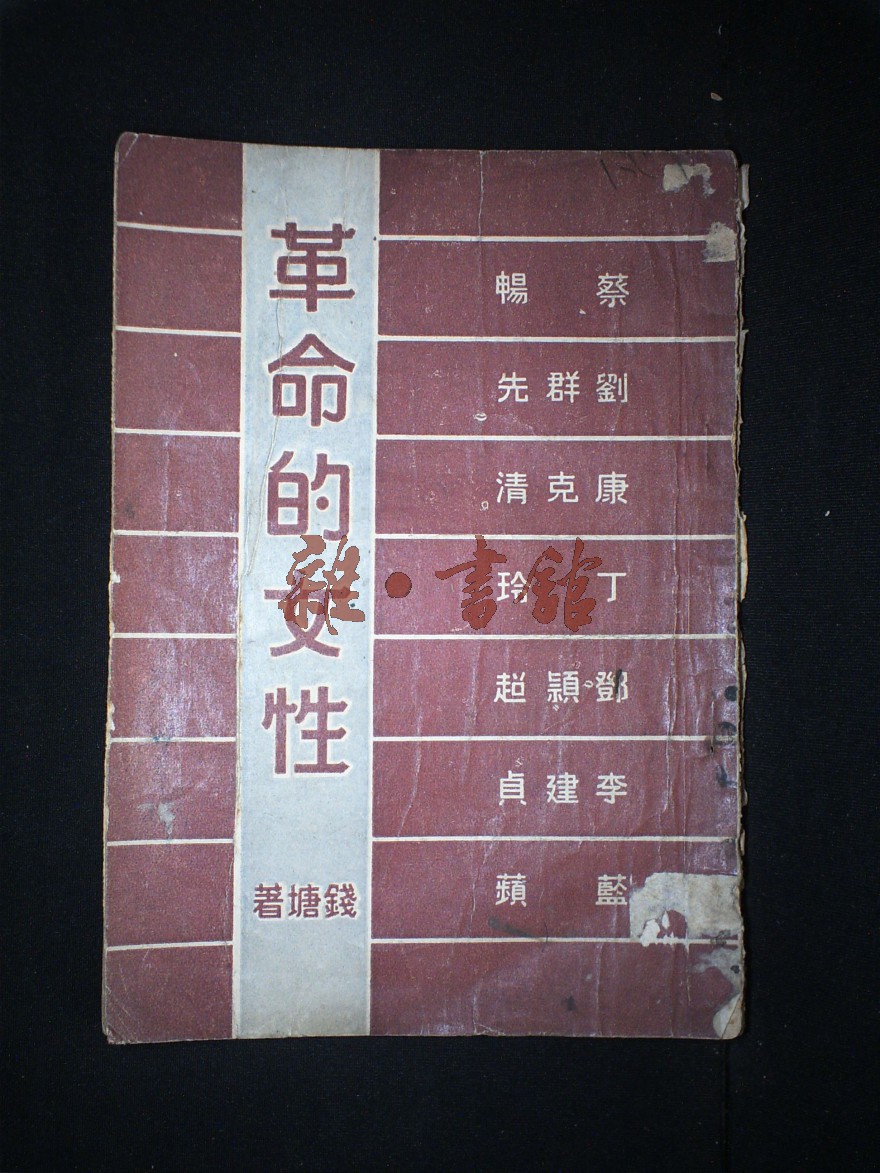 蔡暢
劉群先
康克清
丁玲
鄧穎超
李建貞
藍蘋
革命的女性
錢塘著
雜·書館